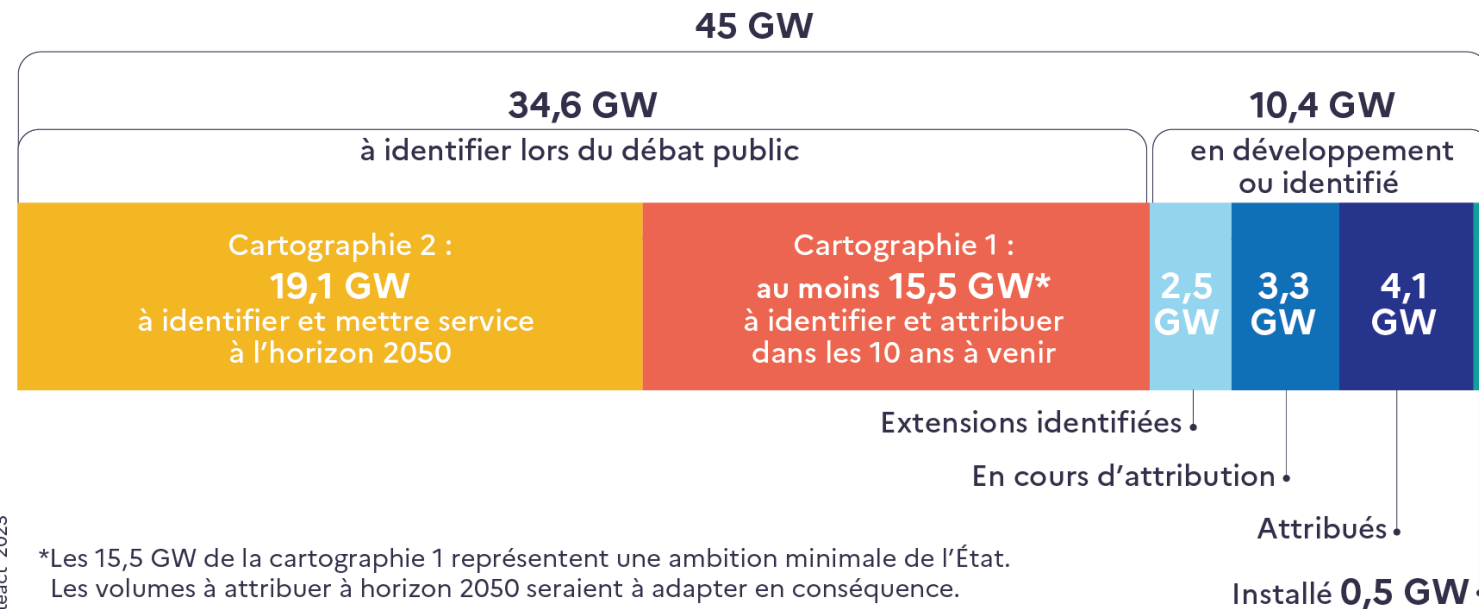 45 GW
34,6 GW
à identifier lors du débat public
10,4 GW
en développement
ou identifié
Cartographie 2 :
19,1 GW
à identifier et mettre service
à l'horizon 2050
Cartographie 1 :
au moins 15,5 GW*
à identifier et attribuer
dans les 10 ans à venir
2,5
GW
3,3
GW
4,1
GW
Extensions identifiées
En cours d'attribution
Attribués
Installé 0,5 GW
*Les 15,5 GW de la cartographie 1 représentent une ambition minimale de l'État.
Les volumes à attribuer à horizon 2050 seraient à adapter en conséquence.
2023